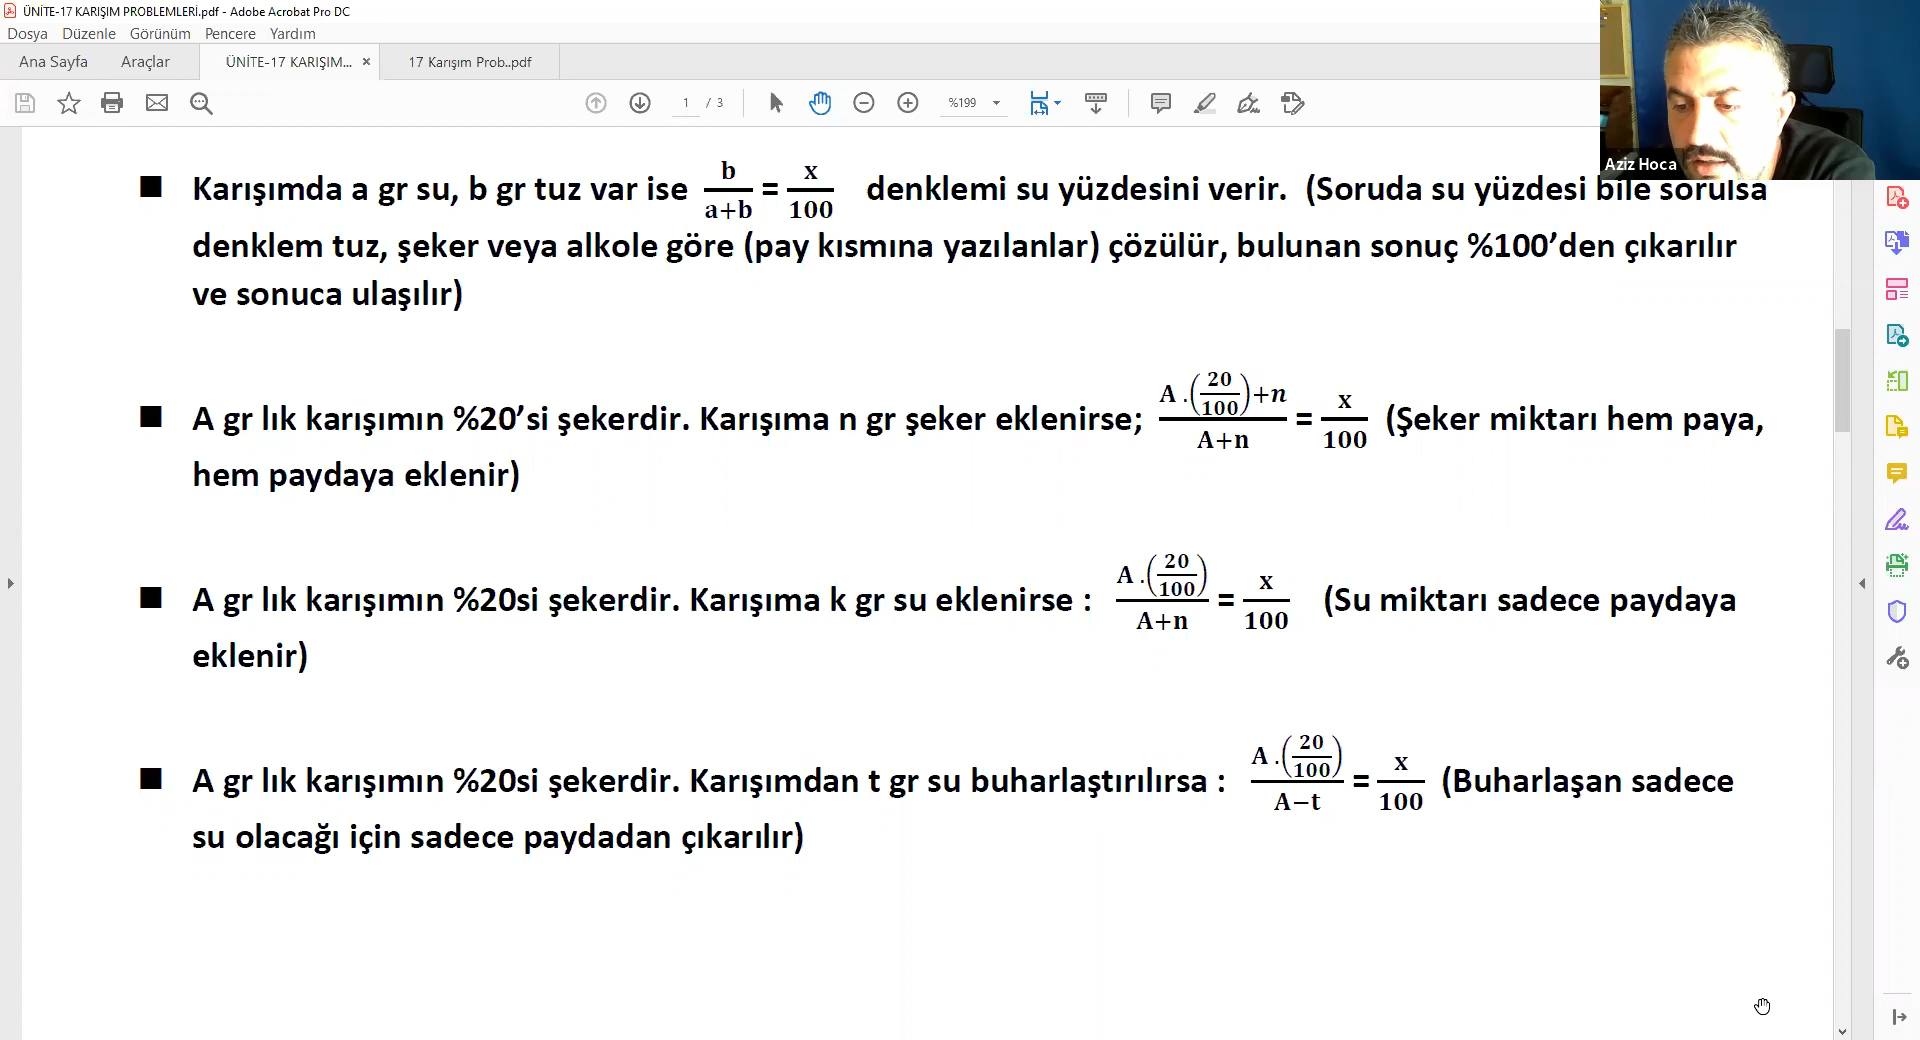 ÜNİTE-17 KARIŞIM PROBLEMLERİ.pdf - Adobe Acrobat Pro DC
Dosya Düzenle Görünüm Pencere Yardım
Ana Sayfa Araçlar ÜNİTE-17 KARIŞIM... × 17 Karışım Prob..pdf
1 / 3 %199
Aziz Hoca
■ Karışımda a gr su, b gr tuz var ise b/(a+b) = x/100 denklemi su yüzdesini verir. (Soruda su yüzdesi bile sorulsa
denklem tuz, şeker veya alkole göre (pay kısmına yazılanlar) çözülür, bulunan sonuç %100’den çıkarılır
ve sonuca ulaşılır)
■ A gr lık karışımın %20’si şekerdir. Karışıma n gr şeker eklenirse; (A .(20/100)+n)/(A+n) = x/100 (Şeker miktarı hem paya,
hem paydaya eklenir)
■ A gr lık karışımın %20si şekerdir. Karışıma k gr su eklenirse : (A .(20/100))/(A+n) = x/100 (Su miktarı sadece paydaya
eklenir)
■ A gr lık karışımın %20si şekerdir. Karışımdan t gr su buharlaştırılırsa : (A .(20/100))/(A−t) = x/100 (Buharlaşan sadece
su olacağı için sadece paydadan çıkarılır)